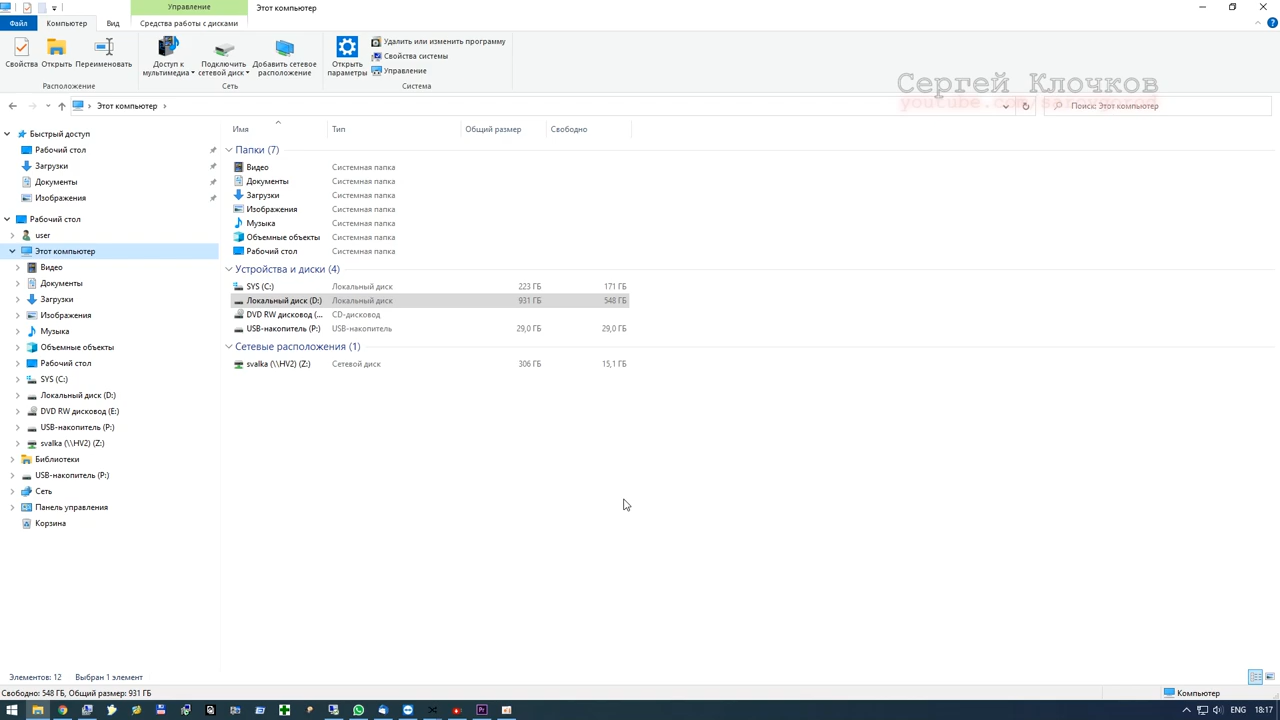 Управление
Этот компьютер
Файл
Компьютер
Вид
Средства работы с дисками
Свойства
Открыть
Переименовать
Доступ к мультимедиа
Подключить сетевой диск
Добавить сетевое расположение
Открыть параметры
Удалить или изменить программу
Свойства системы
Управление
Расположение
Сеть
Система
Сергей Клочков
Этот компьютер
Поиск: Этот компьютер
Быстрый доступ
Рабочий стол
Загрузки
Документы
Изображения
Рабочий стол
user
Этот компьютер
Видео
Документы
Загрузки
Изображения
Музыка
Объемные объекты
Рабочий стол
SYS (C:)
Локальный диск (D:)
DVD RW дисковод (E:)
USB-накопитель (P:)
svalka (\\HV2) (Z:)
Библиотеки
USB-накопитель (P:)
Сеть
Панель управления
Корзина
Имя Тип Общий размер Свободно
Папки (7)
Видео Системная папка
Документы Системная папка
Загрузки Системная папка
Изображения Системная папка
Музыка Системная папка
Объемные объекты Системная папка
Рабочий стол Системная папка
Устройства и диски (4)
SYS (C:) Локальный диск 223 ГБ 171 ГБ
Локальный диск (D:) Локальный диск 931 ГБ 548 ГБ
DVD RW дисковод (... CD-дисковод
USB-накопитель (P:) USB-накопитель 29,0 ГБ 29,0 ГБ
Сетевые расположения (1)
svalka (\\HV2) (Z:) Сетевой диск 306 ГБ 15,1 ГБ
Элементов: 12 Выбран 1 элемент
Свободно: 548 ГБ, Общий размер: 931 ГБ
Компьютер
ENG 18:17